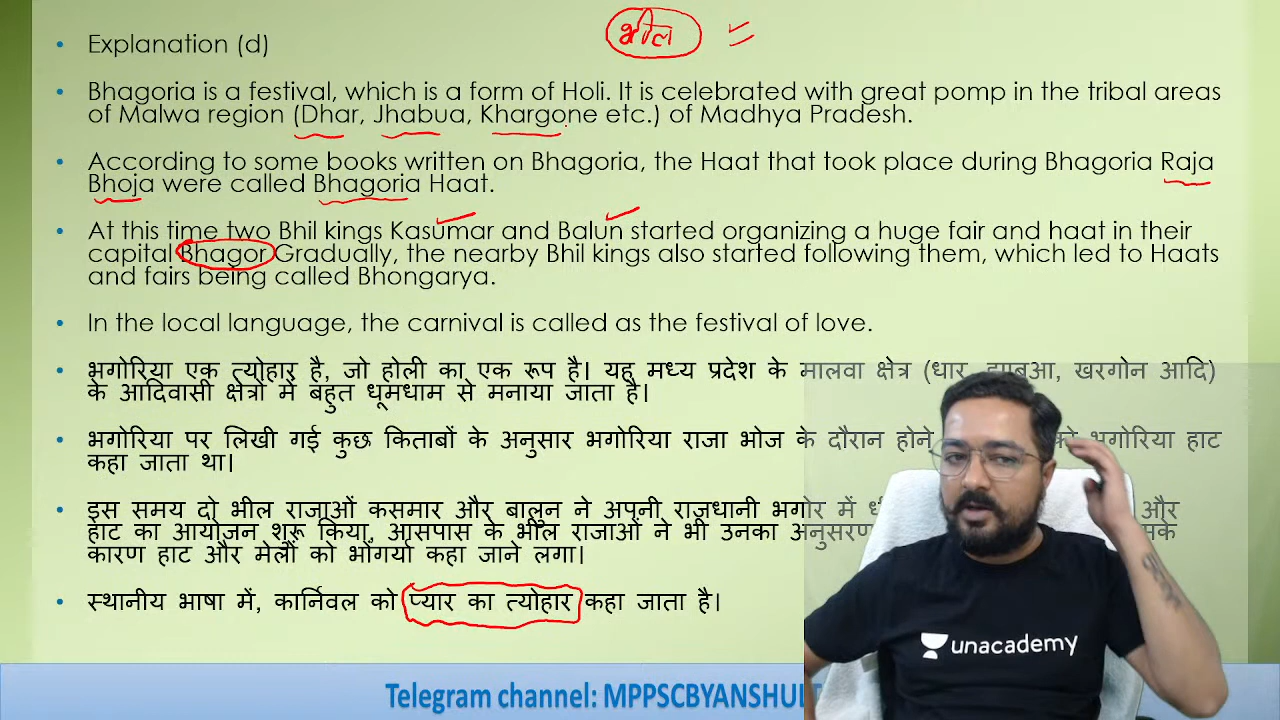 भील
• Explanation (d)
• Bhagoria is a festival, which is a form of Holi. It is celebrated with great pomp in the tribal areas
of Malwa region (Dhar, Jhabua, Khargone etc.) of Madhya Pradesh.
• According to some books written on Bhagoria, the Haat that took place during Bhagoria Raja
Bhoja were called Bhagoria Haat.
• At this time two Bhil kings Kasumar and Balun started organizing a huge fair and haat in their
capital Bhagor Gradually, the nearby Bhil kings also started following them, which led to Haats
and fairs being called Bhongarya.
• In the local language, the carnival is called as the festival of love.
• भगोरिया एक त्योहार है, जो होली का एक रूप है। यह मध्य प्रदेश के मालवा क्षेत्र (धार, खरगोन आदि)
के आदिवासी क्षेत्रों में बहुत धूमधाम से मनाया जाता है।
• भगोरिया पर लिखी गई कुछ किताबों के अनुसार भगोरिया राजा भोज के दौरान होने भगोरिया हाट
कहा जाता था।
• इस समय दो भील राजाओं कसमार और बालुन ने अपनी राजधानी भगोर में और
हाट का आयोजन शुरू किया, आसपास के भील राजाओं ने भी उनका
कारण हाट और मेलों को भोंगर्या कहा जाने लगा।
• स्थानीय भाषा में, कार्निवल को प्यार का त्योहार कहा जाता है।
unacademy
Telegram channel: MPPSCBYANSHUL